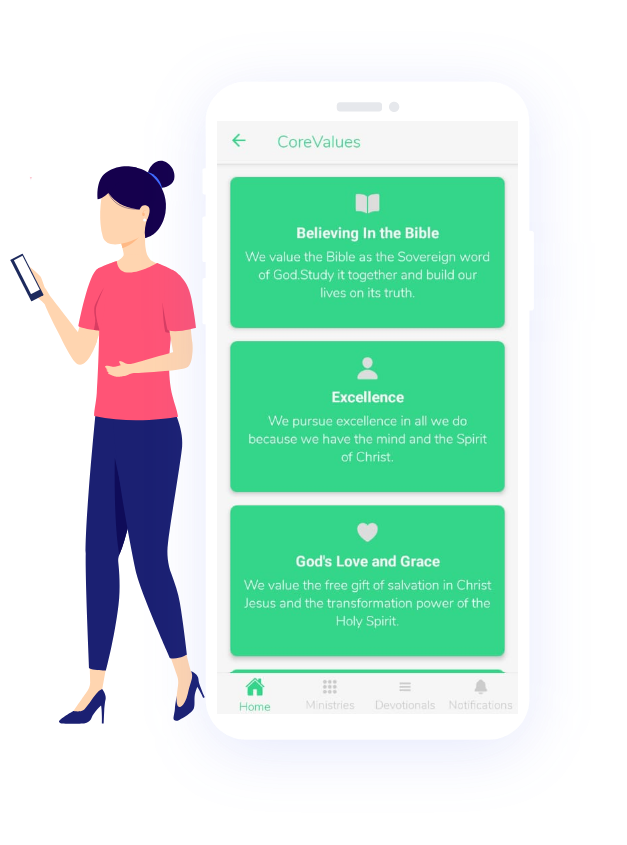 CoreValues
Believing In the Bible
We value the Bible as the Sovereign word
of God.Study it together and build our
lives on its truth.
Excellence
We pursue excellence in all we do
because we have the mind and the Spirit
of Christ.
God's Love and Grace
We value the free gift of salvation in Christ
Jesus and the transformation power of the
Holy Spirit.
Home
Ministries
Devotionals
Notifications